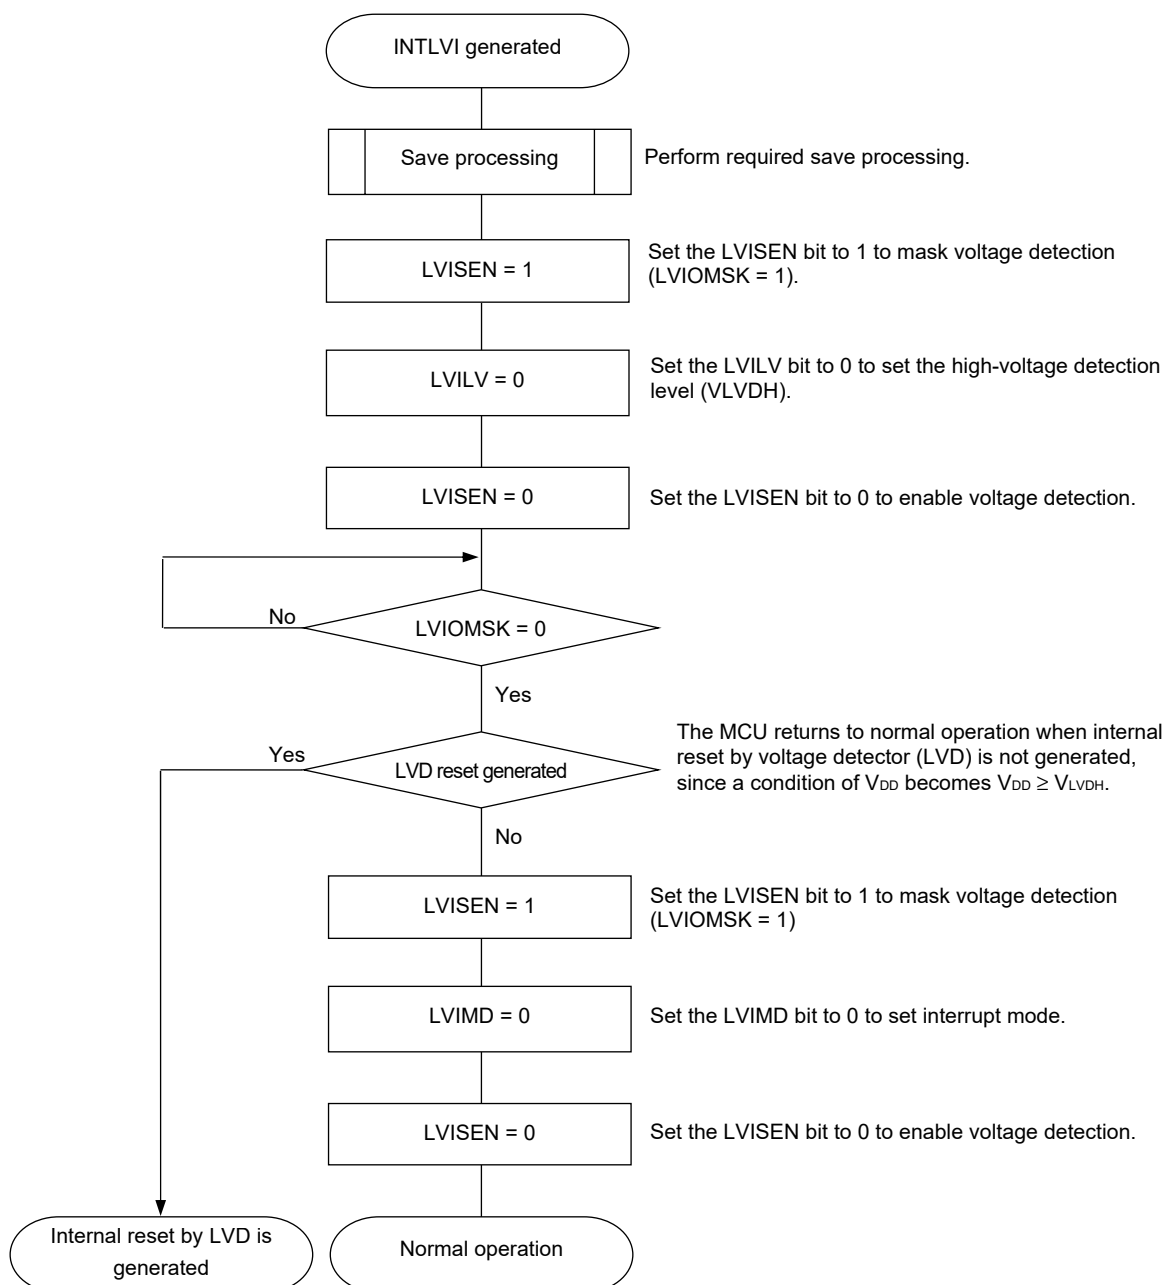 INTLVI generated
Save processing
Perform required save processing.
LVISEN = 1
Set the LVISEN bit to 1 to mask voltage detection
(LVIOMSK = 1).
LVILV = 0
Set the LVILV bit to 0 to set the high-voltage detection
level (VLVDH).
LVISEN = 0
Set the LVISEN bit to 0 to enable voltage detection.
No
LVIOMSK = 0
Yes
Yes
LVD reset generated
The MCU returns to normal operation when internal
reset by voltage detector (LVD) is not generated,
since a condition of VDD becomes VDD ≥ VLVDH.
No
LVISEN = 1
Set the LVISEN bit to 1 to mask voltage detection
(LVIOMSK = 1)
LVIMD = 0
Set the LVIMD bit to 0 to set interrupt mode.
LVISEN = 0
Set the LVISEN bit to 0 to enable voltage detection.
Internal reset by LVD is
generated
Normal operation